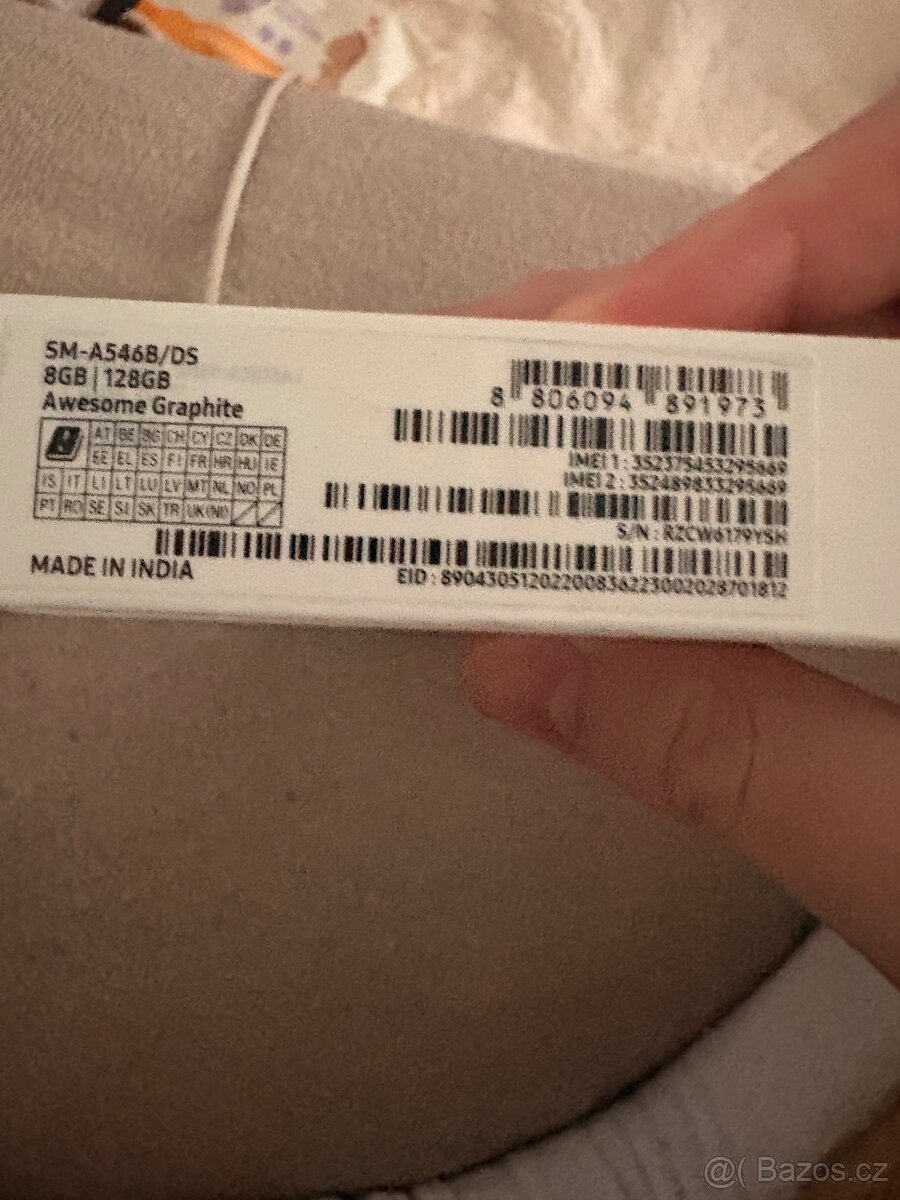 SM-A546B/DS
8GB | 128GB
Awesome Graphite
AT BE BG CH CY CZ DK DE
EE EL ES FI FR HR HU IE
IS IT LI LT LU LV MT NL NO PL
PT RO SE SI SK TR UK(NI)
MADE IN INDIA
8 806094 891973
IMEI 1 : 352375453295669
IMEI 2 : 352489833295669
S/N : RZCW6179YSH
EID : 89043051202200836223002028701812
@( Bazos.cz